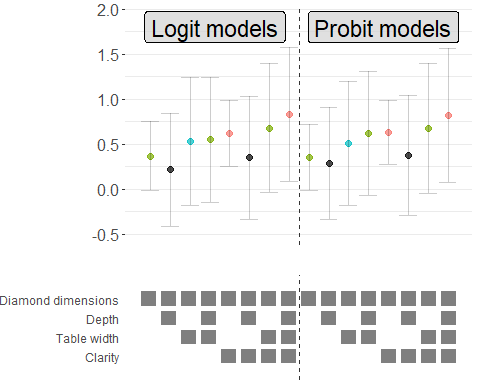 2.0
Logit models
Probit models
1.5
1.0
0.5
0.0
-0.5
Diamond dimensions
Depth
Table width
Clarity